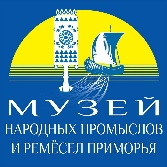 МУЗЕЙ
НАРОДНЫХ ПРОМЫСЛОВ
И РЕМЁСЕЛ ПРИМОРЬЯ